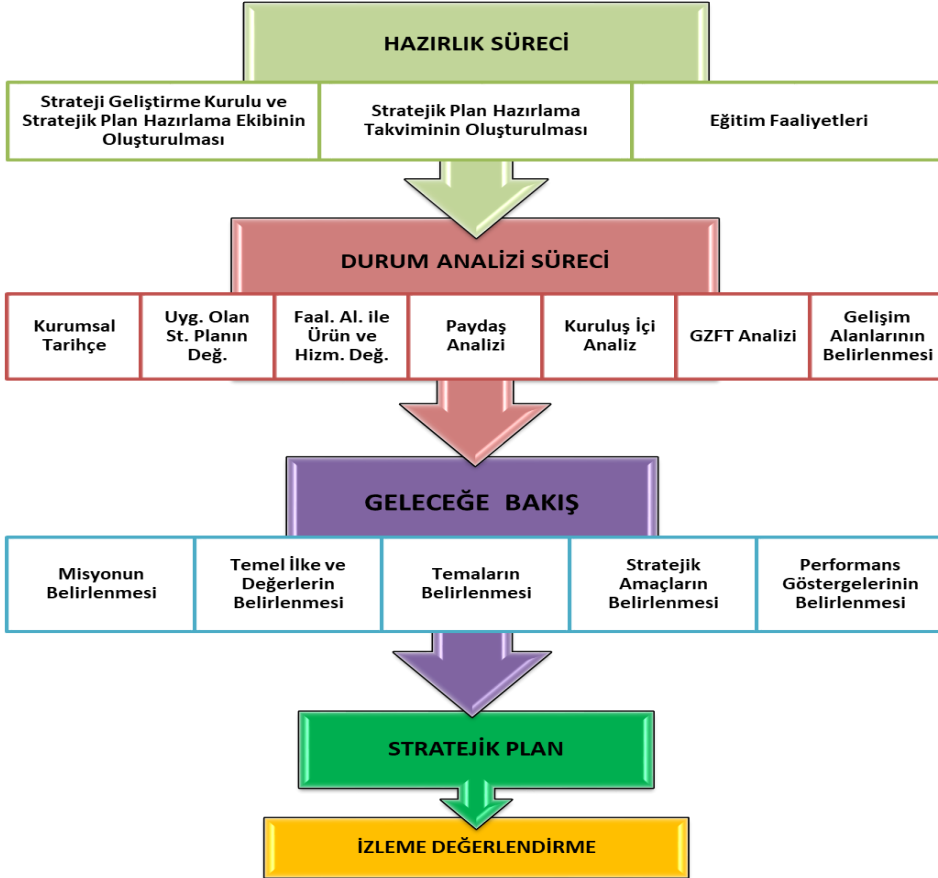 HAZIRLIK SÜRECİ
Strateji Geliştirme Kurulu ve
Stratejik Plan Hazırlama Ekibinin
Oluşturulması
Stratejik Plan Hazırlama
Takviminin Oluşturulması
Eğitim Faaliyetleri
DURUM ANALİZİ SÜRECİ
Kurumsal
Tarihçe
Uyg. Olan
St. Planın
Değ.
Faal. Al. ile
Ürün ve
Hizm. Değ.
Paydaş
Analizi
Kuruluş İçi
Analiz
GZFT Analizi
Gelişim
Alanlarının
Belirlenmesi
GELECEĞE BAKIŞ
Misyonun
Belirlenmesi
Temel İlke ve
Değerlerin
Belirlenmesi
Temaların
Belirlenmesi
Stratejik
Amaçların
Belirlenmesi
Performans
Göstergelerinin
Belirlenmesi
STRATEJİK PLAN
İZLEME DEĞERLENDİRME